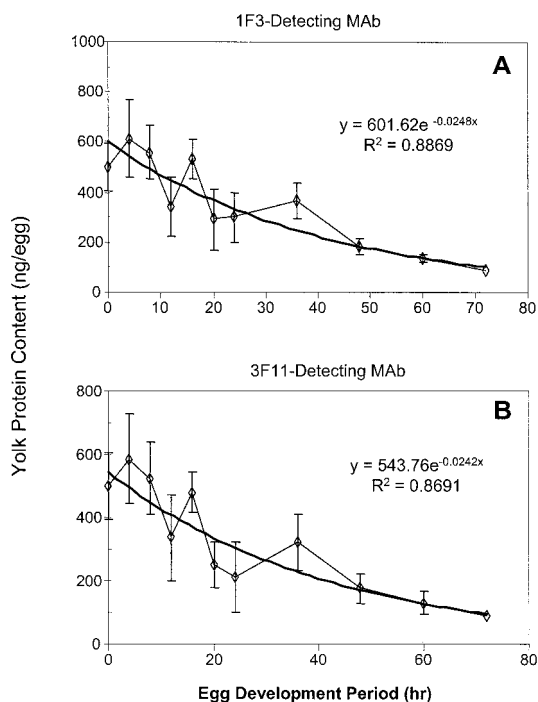 1F3-Detecting MAb
A
1000
800
600
400
200
0
y = 601.62e -0.0248x
R2 = 0.8869
0 10 20 30 40 50 60 70 80
Yolk Protein Content (ng/egg)
3F11-Detecting MAb
B
800
600
400
200
0
y = 543.76e-0.0242x
R2 = 0.8691
0 20 40 60 80
Egg Development Period (hr)